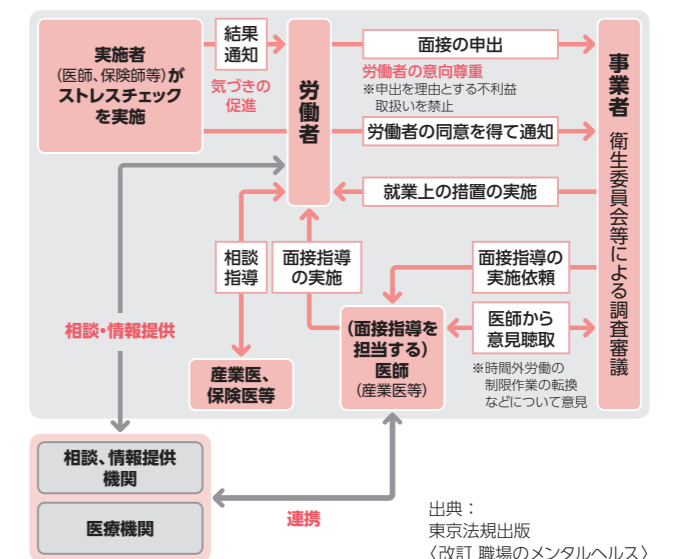 実施者
(医師、保険師等)が
ストレスチェック
を実施
結果
通知
気づきの
促進
労働者
面接の申出
労働者の意向尊重
※申出を理由とする不利益
取扱いを禁止
労働者の同意を得て通知
就業上の措置の実施
事業者 衛生委員会等による調査審議
相談
指導
面接指導
の実施
面接指導の
実施依頼
医師から
意見聴取
※時間外労働の
制限作業の転換
などについて意見
相談・情報提供
産業医、
保険医等
(面接指導を
担当する)
医師
(産業医等)
相談、情報提供
機関
医療機関
連携
出典：
東京法規出版
〈改訂 職場のメンタルヘルス〉